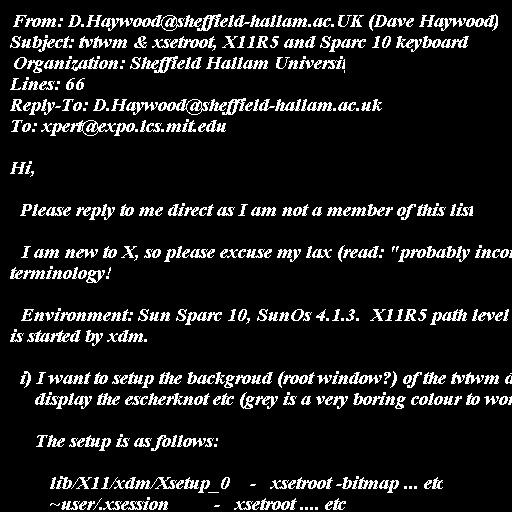 From: D.Haywood@sheffield-hallam.ac.UK (Dave Haywood)
Subject: tvtwm & xsetroot, X11R5 and Sparc 10 keyboard
Organization: Sheffield Hallam Universi
Lines: 66
Reply-To: D.Haywood@sheffield-hallam.ac.uk
To: xpert@expo.lcs.mit.edu
Hi,
Please reply to me direct as I am not a member of this list
I am new to X, so please excuse my lax (read: "probably incor
terminology!
Environment: Sun Sparc 10, SunOs 4.1.3. X11R5 path level
is started by xdm.
i) I want to setup the backgroud (root window?) of the tvtwm d
display the escherknot etc (grey is a very boring colour to wor
The setup is as follows:
lib/X11/xdm/Xsetup_0 - xsetroot -bitmap ... etc
~user/.xsession - xsetroot .... etc